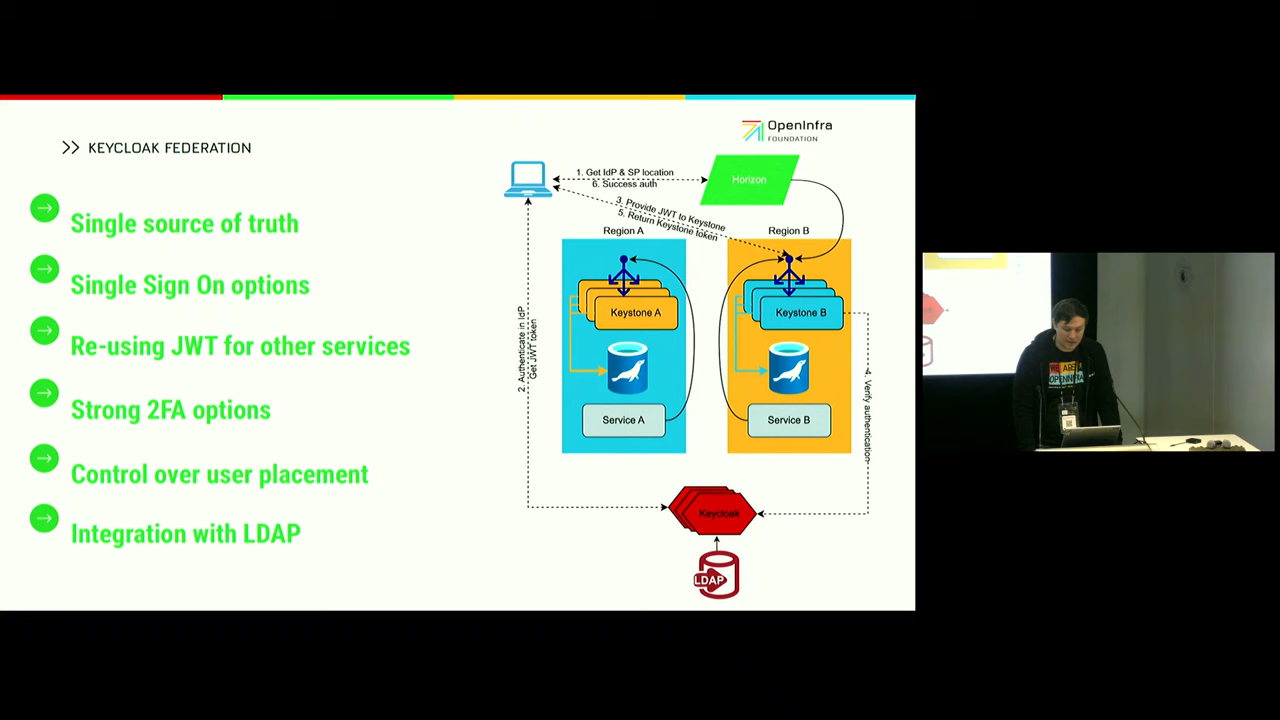 OpenInfra
FOUNDATION
>> KEYCLOAK FEDERATION
Single source of truth
Single Sign On options
Re-using JWT for other services
Strong 2FA options
Control over user placement
Integration with LDAP
1. Get IdP & SP location
6. Success auth
Horizon
3. Provide JWT to Keystone
5. Return Keystone token
Region A
Region B
Keystone A
Keystone B
2. Authenticate in IdP
Get JWT token
4. Verify authentication
Service A
Service B
Keycloak
LDAP
WE ARE
OPENINFRA